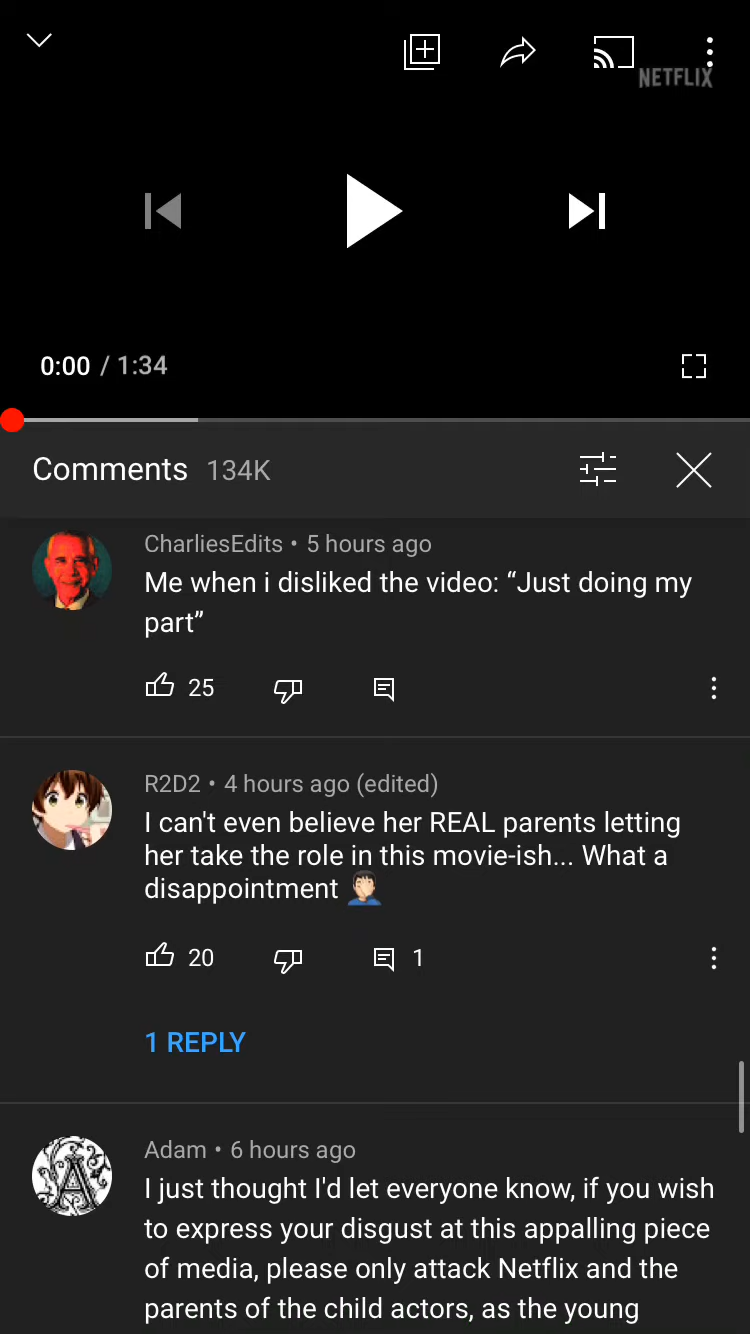 NETFLIX
0:00 / 1:34
Comments 134K
CharliesEdits • 5 hours ago
Me when i disliked the video: “Just doing my
part”
25
R2D2 • 4 hours ago (edited)
I can't even believe her REAL parents letting
her take the role in this movie-ish... What a
disappointment 🤦🏻‍♂️
20 1
1 REPLY
A
Adam • 6 hours ago
I just thought I'd let everyone know, if you wish
to express your disgust at this appalling piece
of media, please only attack Netflix and the
parents of the child actors, as the young